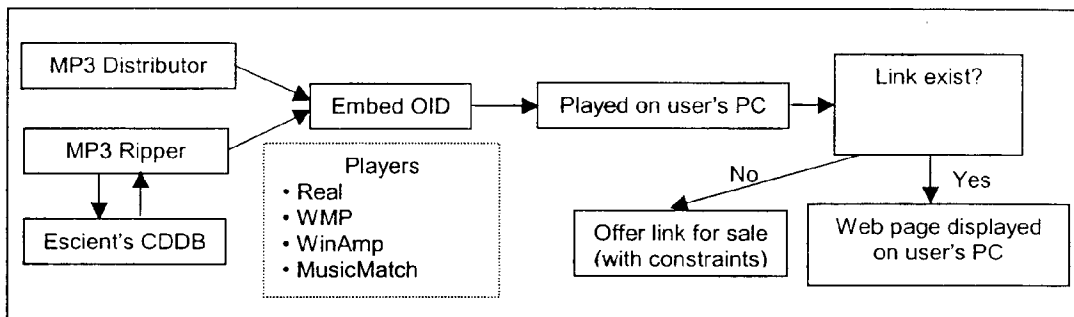 MP3 Distributor
MP3 Ripper
Escient's CDDB
Embed OID
Players
• Real
• WMP
• WinAmp
• MusicMatch
Played on user's PC
Link exist?
No
Yes
Offer link for sale
(with constraints)
Web page displayed
on user's PC